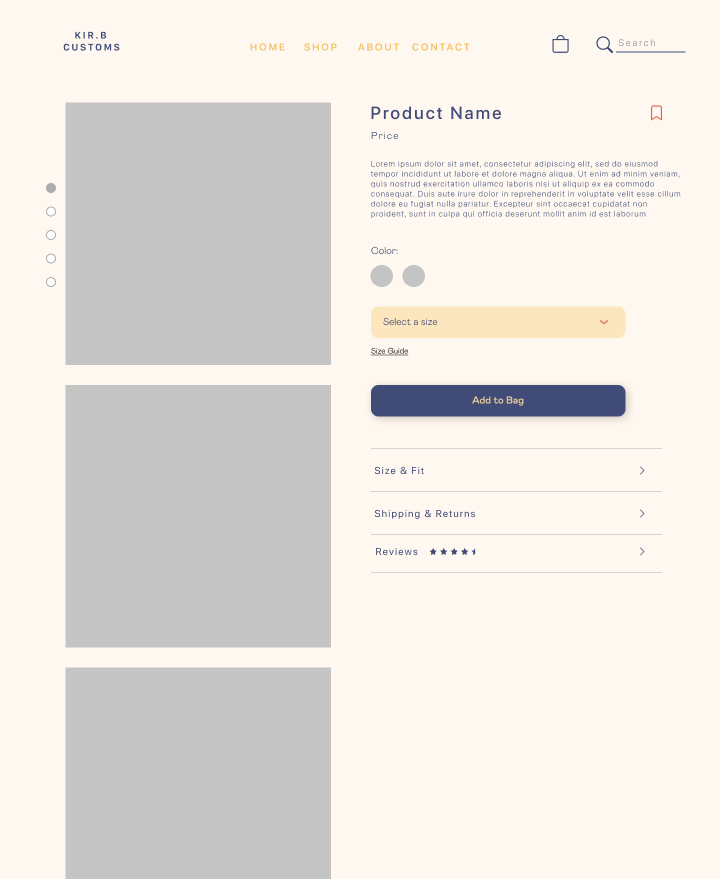 KIR.B
CUSTOMS
HOME SHOP ABOUT CONTACT
Search
Product Name
Price
Lorem ipsum dolor sit amet, consectetur adipiscing elit, sed do eiusmod
tempor incididunt ut labore et dolore magna aliqua. Ut enim ad minim veniam,
quis nostrud exercitation ullamco laboris nisi ut aliquip ex ea commodo
consequat. Duis aute irure dolor in reprehenderit in voluptate velit esse cillum
dolore eu fugiat nulla pariatur. Excepteur sint occaecat cupidatat non
proident, sunt in culpa qui officia deserunt mollit anim id est laborum
Color:
Select a size
Size Guide
Add to Bag
Size & Fit
Shipping & Returns
Reviews